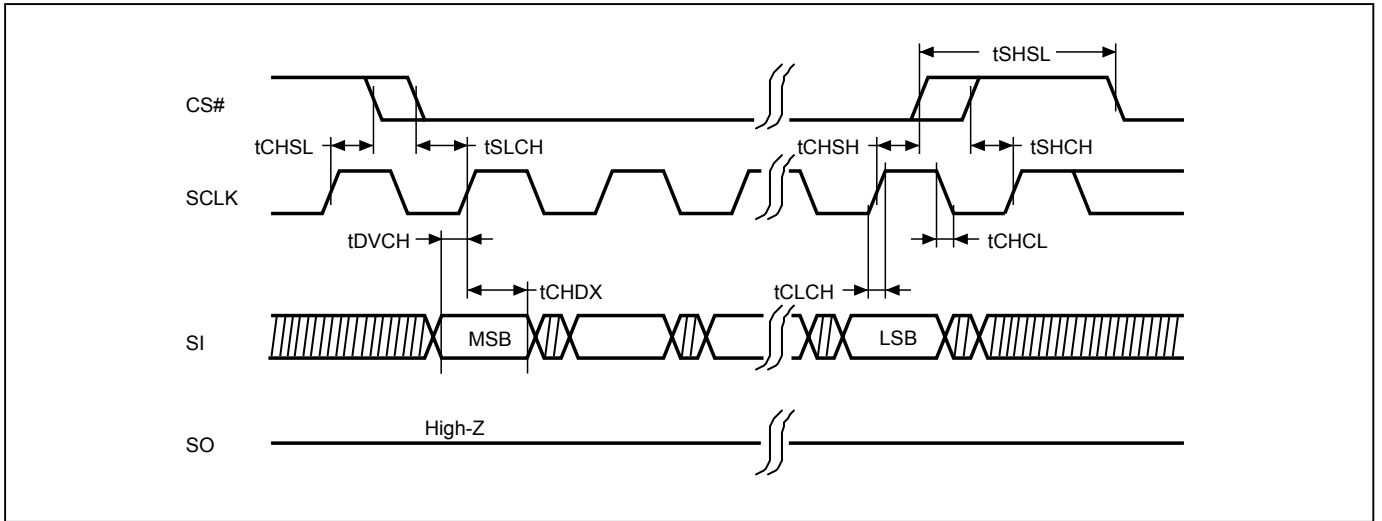 tSHSL
CS#
tCHSL
tSLCH
tCHSH
tSHCH
SCLK
tDVCH
tCHCL
tCHDX
tCLCH
SI
MSB
LSB
High-Z
SO